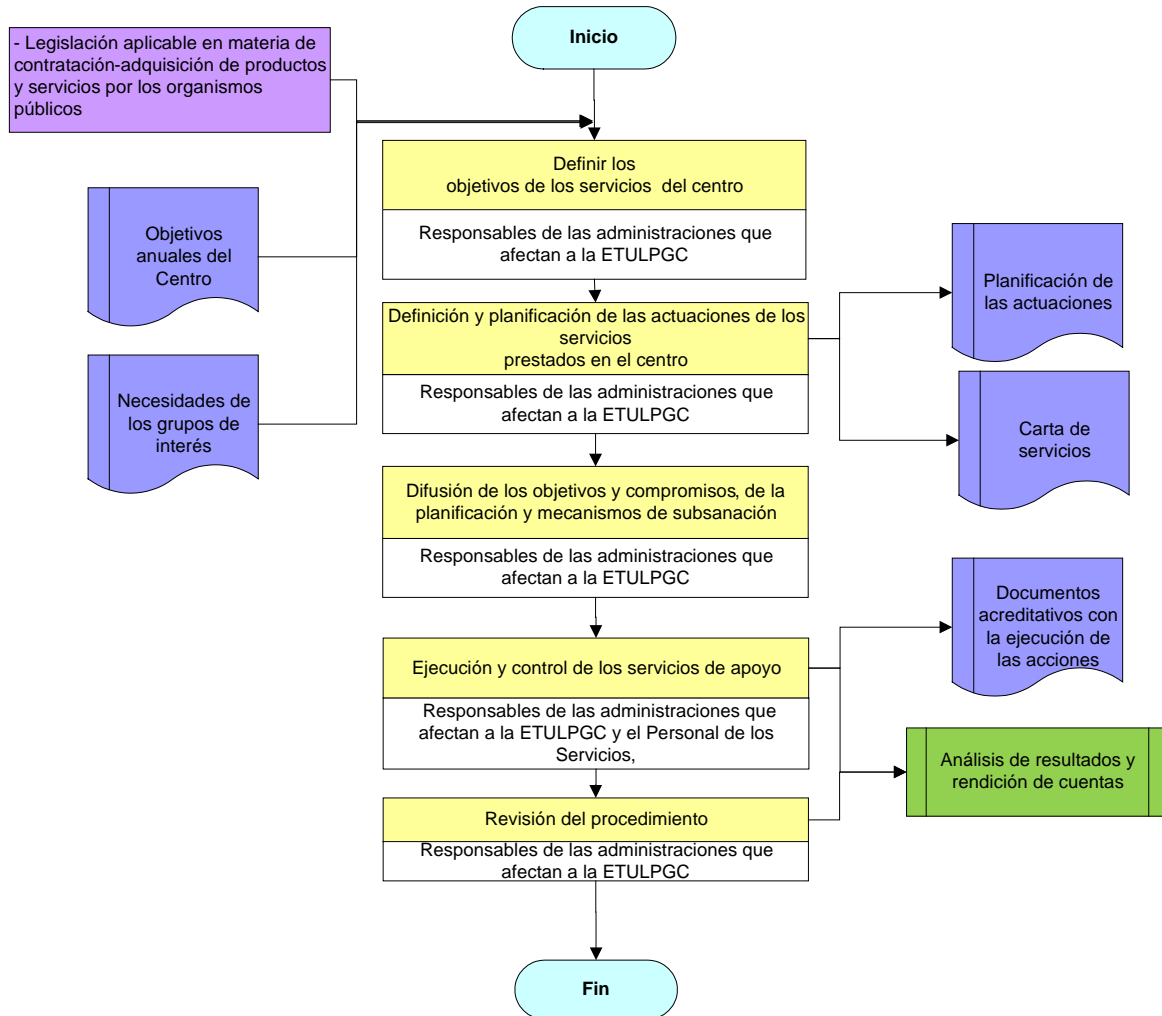 Inicio
- Legislación aplicable en materia de
contratación-adquisición de productos
y servicios por los organismos
públicos
Definir los
objetivos de los servicios del centro
Responsables de las administraciones que
afectan a la ETULPGC
Objetivos
anuales del
Centro
Necesidades de
los grupos de
interés
Definición y planificación de las actuaciones de los
servicios
prestados en el centro
Responsables de las administraciones que
afectan a la ETULPGC
Planificación de
las actuaciones
Carta de
servicios
Difusión de los objetivos y compromisos, de la
planificación y mecanismos de subsanación
Responsables de las administraciones que
afectan a la ETULPGC
Ejecución y control de los servicios de apoyo
Responsables de las administraciones que
afectan a la ETULPGC y el Personal de los
Servicios,
Documentos
acreditativos con
la ejecución de
las acciones
Análisis de resultados y
rendición de cuentas
Revisión del procedimiento
Responsables de las administraciones que
afectan a la ETULPGC
Fin